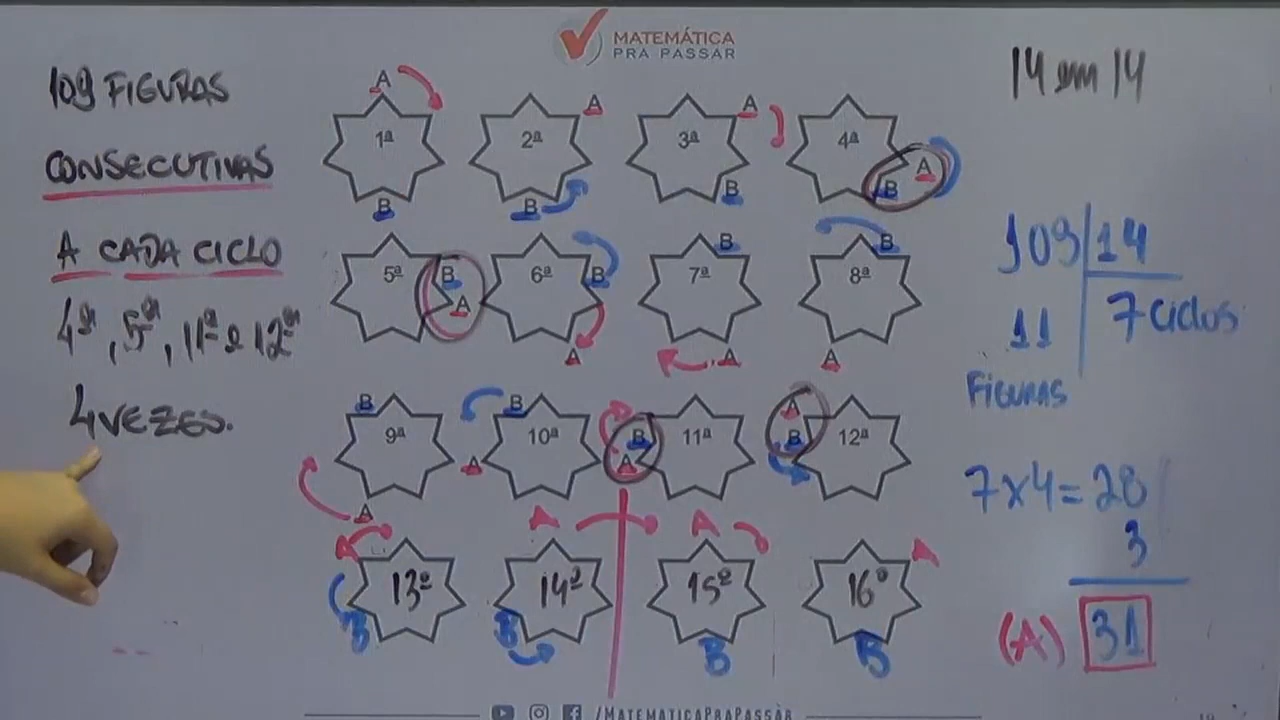 MATEMÁTICA
PRA PASSAR
109 FIGURAS
CONSECUTIVAS
A CADA CICLO
4ª, 5ª, 11ª e 12ª
4 VEZES.
A A A
1ª 2ª 3ª 4ª A
B B B B
B B
5ª B 6ª B 7ª 8ª
A
A A A
B B A
9ª 10ª B 11ª B 12ª
A A
A
A A A A
13ª 14ª 15ª 16ª
B B B B
14 em 14
109 14
11 7 ciclos
FIGURAS
7x4=28
3
(A) 31
/MATEMATICAPRAPASSAR